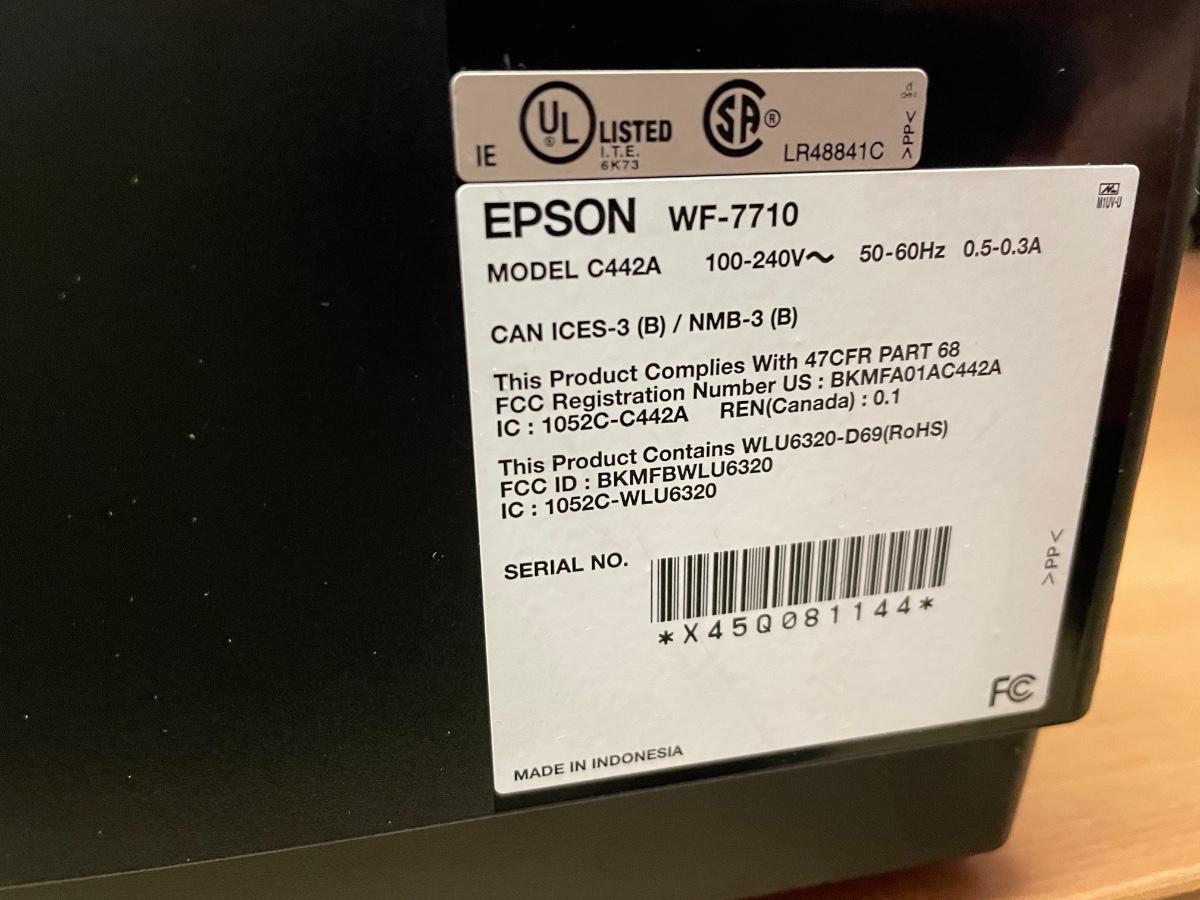 UL® LISTED
I.T.E.
6K73
IE
SA®
LR48841C
>PP<
EPSON WF-7710
M1UV-U
MODEL C442A 100-240V～ 50-60Hz 0.5-0.3A
CAN ICES-3 (B) / NMB-3 (B)
This Product Complies With 47CFR PART 68
FCC Registration Number US : BKMFA01AC442A
IC : 1052C-C442A REN(Canada) : 0.1
This Product Contains WLU6320-D69(RoHS)
FCC ID : BKMFBWLU6320
IC : 1052C-WLU6320
SERIAL NO.
*X45Q081144*
>PP<
FC
MADE IN INDONESIA